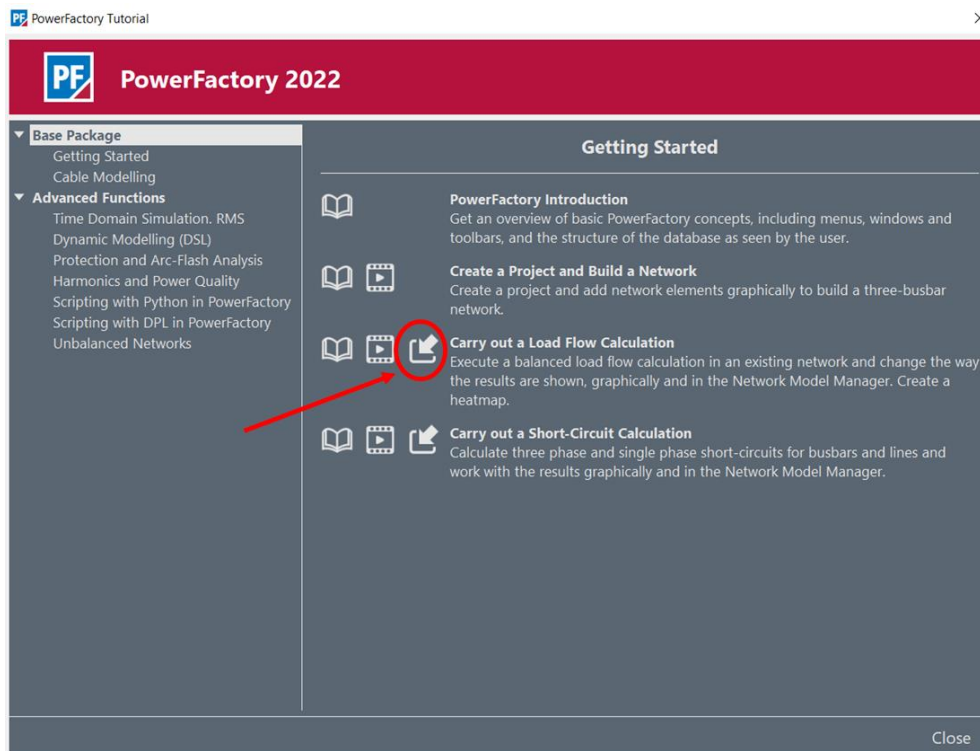 PowerFactory Tutorial
PF PowerFactory 2022
Base Package
Getting Started
Cable Modelling
Advanced Functions
Time Domain Simulation. RMS
Dynamic Modelling (DSL)
Protection and Arc-Flash Analysis
Harmonics and Power Quality
Scripting with Python in PowerFactory
Scripting with DPL in PowerFactory
Unbalanced Networks
Getting Started
PowerFactory Introduction
Get an overview of basic PowerFactory concepts, including menus, windows and
toolbars, and the structure of the database as seen by the user.
Create a Project and Build a Network
Create a project and add network elements graphically to build a three-busbar
network.
Carry out a Load Flow Calculation
Execute a balanced load flow calculation in an existing network and change the way
the results are shown, graphically and in the Network Model Manager. Create a
heatmap.
Carry out a Short-Circuit Calculation
Calculate three phase and single phase short-circuits for busbars and lines and
work with the results graphically and in the Network Model Manager.
Close